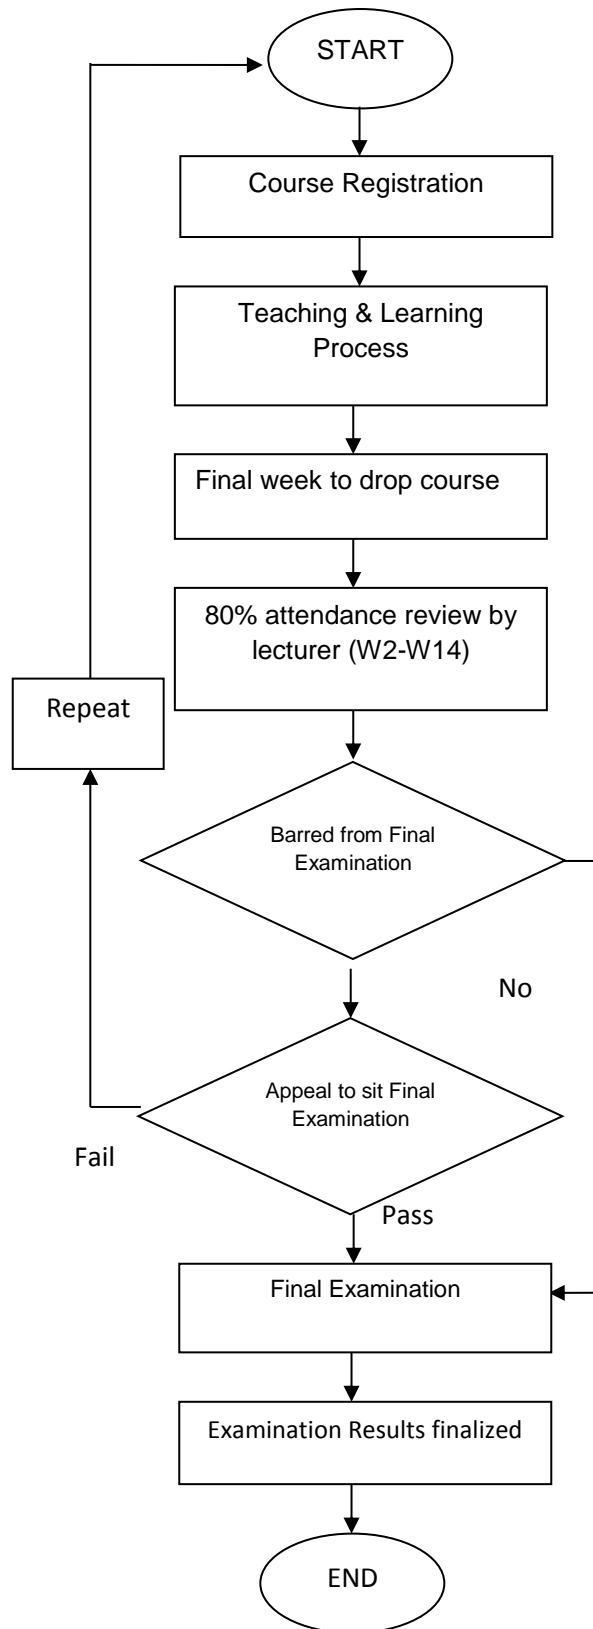 START
Course Registration
Teaching & Learning
Process
Final week to drop course
80% attendance review by
lecturer (W2-W14)
Repeat
Barred from Final
Examination
No
Appeal to sit Final
Examination
Fail
Pass
Final Examination
Examination Results finalized
END